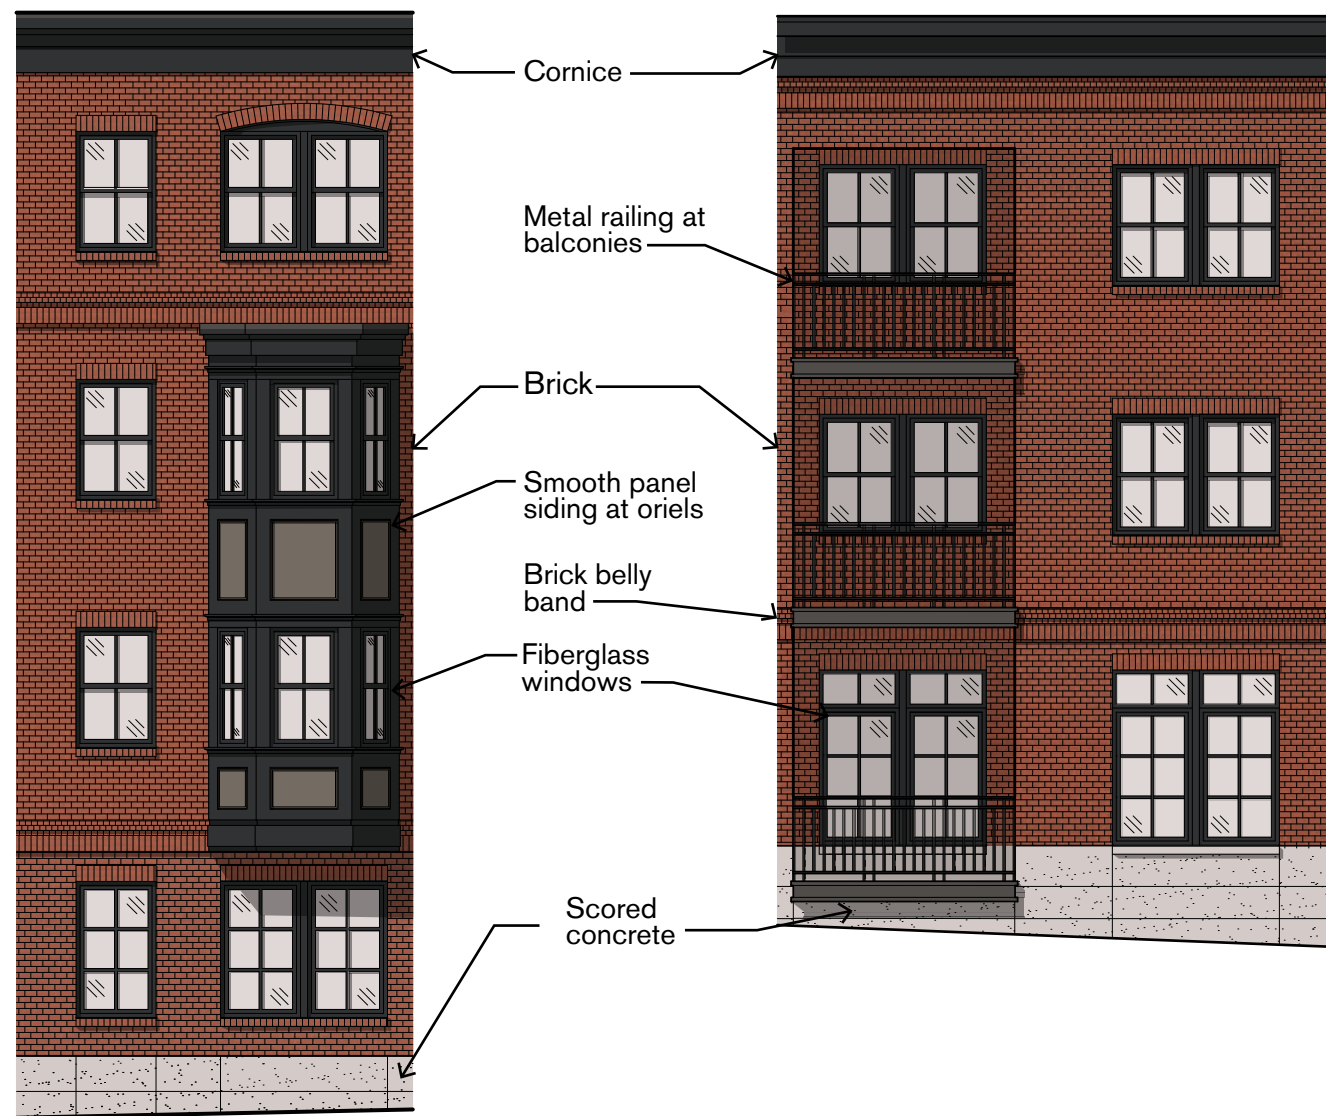 Cornice
Metal railing at
balconies
Brick
Smooth panel
siding at oriels
Brick belly
band
Fiberglass
windows
Scored
concrete